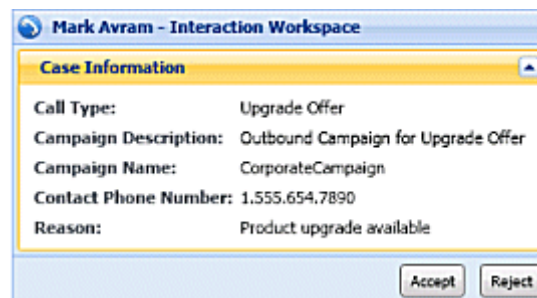 Mark Avram - Interaction Workspace
Case Information
Call Type: Upgrade Offer
Campaign Description: Outbound Campaign for Upgrade Offer
Campaign Name: CorporateCampaign
Contact Phone Number: 1.555.654.7890
Reason: Product upgrade available
Accept Reject